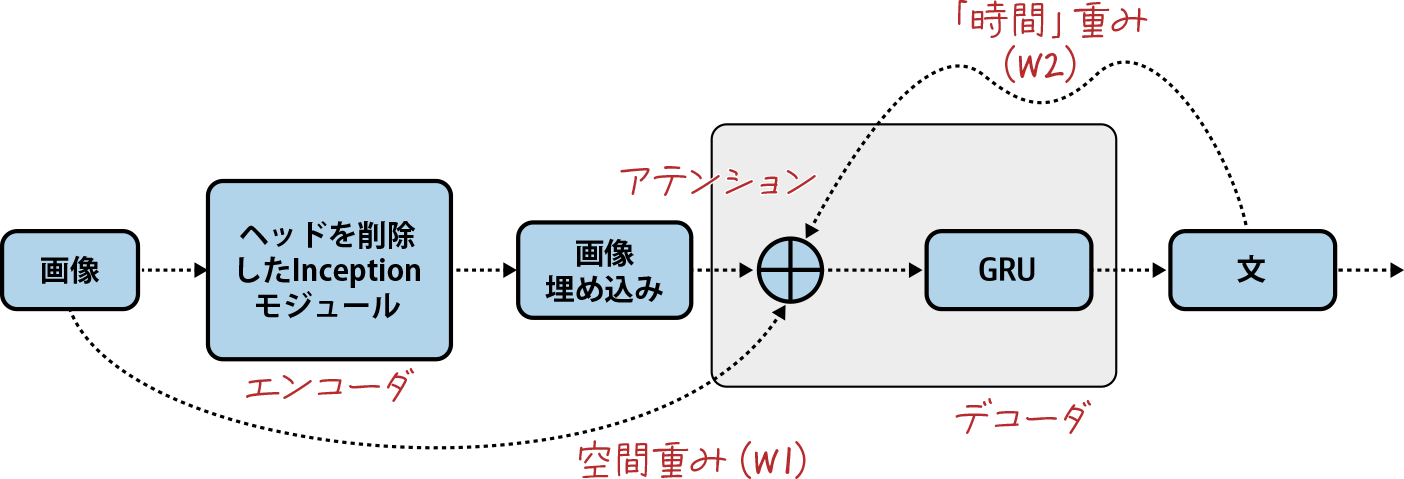 「時間」重み
(W2)
アテンション
画像
ヘッドを削除
したInception
モジュール
画像
埋め込み
GRU
文
エンコーダ
デコーダ
空間重み (W1)